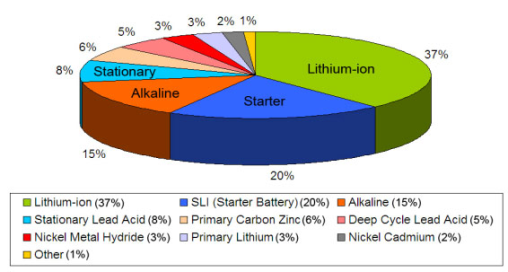 1%
2%
3%
3%
5%
6%
8%
37%
Stationary
Lithium-ion
Alkaline
Starter
15%
20%
Lithium-ion (37%) SLI (Starter Battery) (20%) Alkaline (15%)
Stationary Lead Acid (8%) Primary Carbon Zinc(6%) Deep Cycle Lead Acid (5%)
Nickel Metal Hydride (3%) Primary Lithium (3%) Nickel Cadmium (2%)
Other (1%)